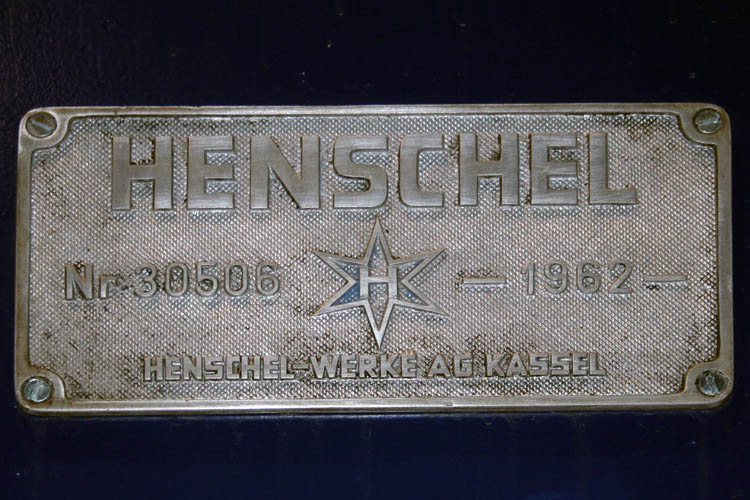 HENSCHEL
Nr 30506 H — 1962 —
HENSCHEL-WERKE AG KASSEL